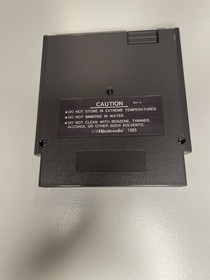 CAUTION
• DO NOT STORE IN EXTREME TEMPERATURES.
• DO NOT IMMERSE IN WATER.
• DO NOT CLEAN WITH BENZENE, THINNER,
ALCOHOL OR OTHER SUCH SOLVENTS.
Nintendo 1985